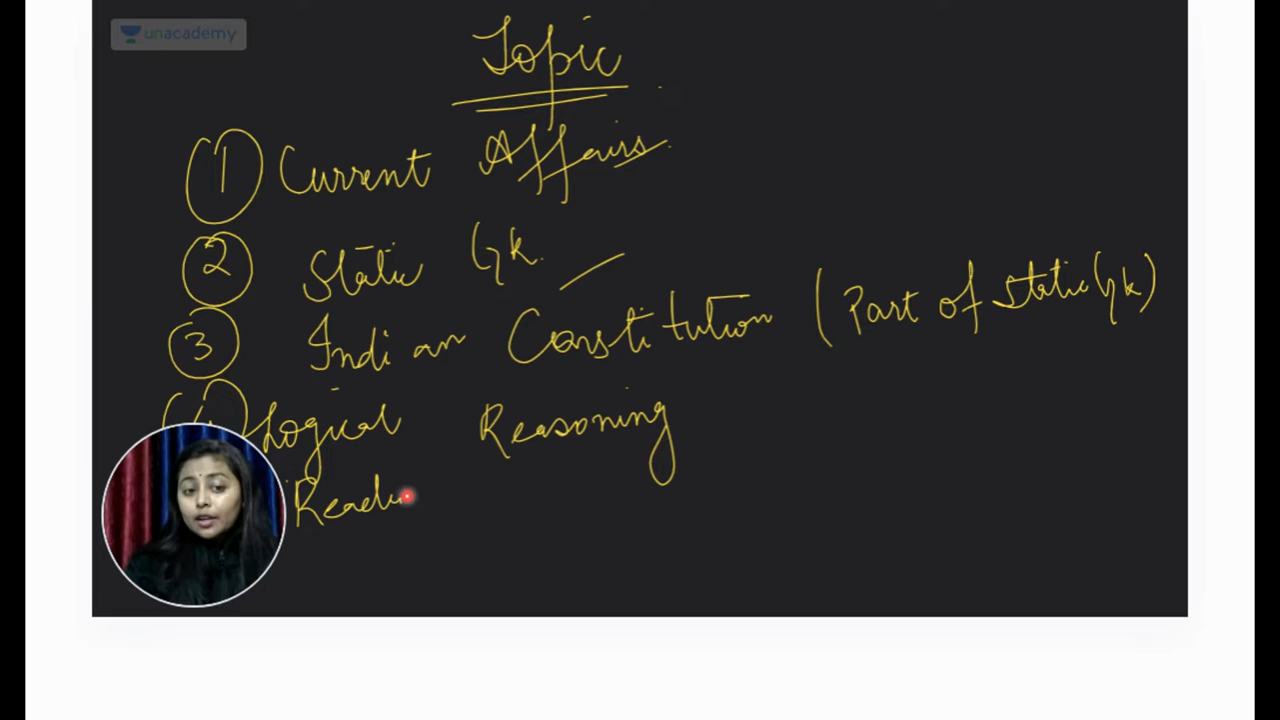 unacademy
Topic
1 Current Affairs
2 Static Gk.
3 Indian Constitution (Part of Static Gk)
Logical Reasoning